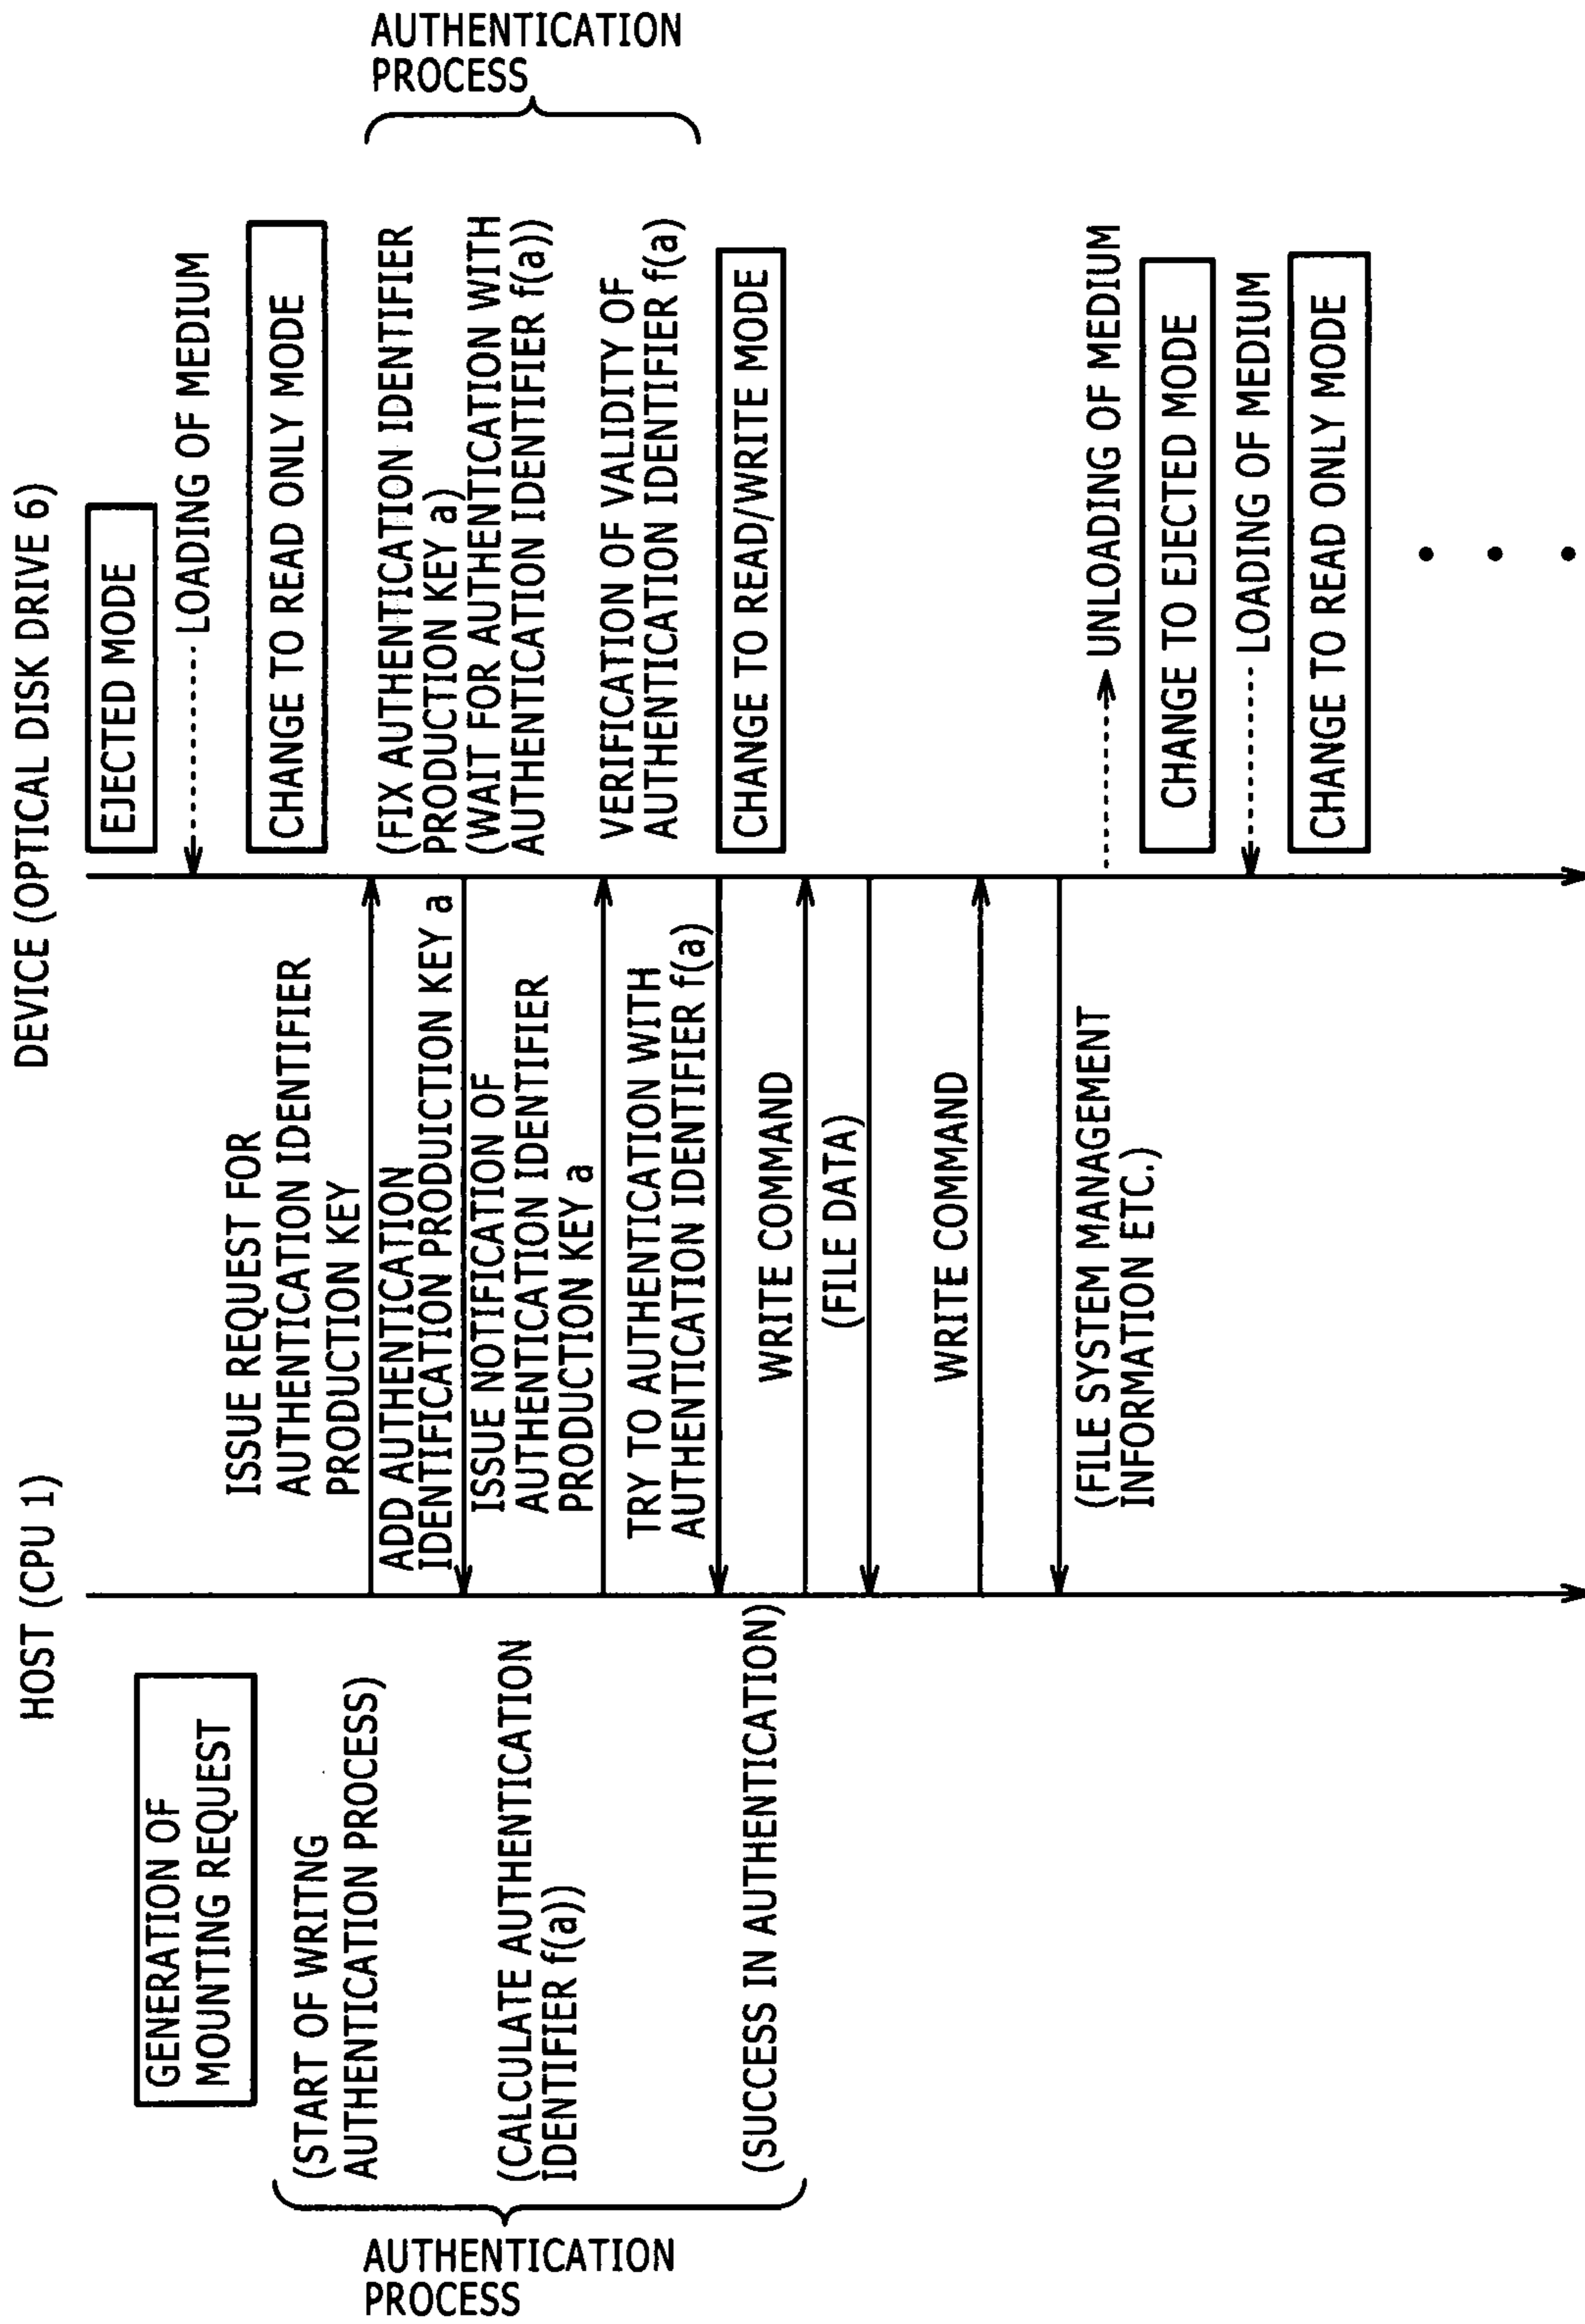 HOST (CPU 1)
DEVICE (OPTICAL DISK DRIVE 6)
GENERATION OF
MOUNTING REQUEST
EJECTED MODE
LOADING OF MEDIUM
CHANGE TO READ ONLY MODE
AUTHENTICATION
PROCESS
(START OF WRITNG
AUTHENTICATION PROCESS)
ISSUE REQUEST FOR
AUTHENTICATION IDENTIFIER
PRODUCTION KEY
(FIX AUTHENTICATION IDENTIFIER
PRODUCTION KEY a)
(WAIT FOR AUTHENTICATION WITH
AUTHENTICATION IDENTIFIER f(a))
AUTHENTICATION
PROCESS
ADD AUTHENTICATION
IDENTIFICATION PRODUICTION KEY a
(CALCULATE AUTHENTICATION
IDENTIFIER f(a))
ISSUE NOTIFICATION OF
AUTHENTICATION IDENTIFIER
PRODUCTION KEY a
VERIFICATION OF VALIDITY OF
AUTHENTICATION IDENTIFIER f(a)
TRY TO AUTHENTICATION WITH
AUTHENTICATION IDENTIFIER f(a)
CHANGE TO READ/WRITE MODE
(SUCCESS IN AUTHENTICATION)
WRITE COMMAND
(FILE DATA)
WRITE COMMAND
(FILE SYSTEM MANAGEMENT
INFORMATION ETC.)
UNLOADING OF MEDIUM
CHANGE TO EJECTED MODE
LOADING OF MEDIUM
CHANGE TO READ ONLY MODE